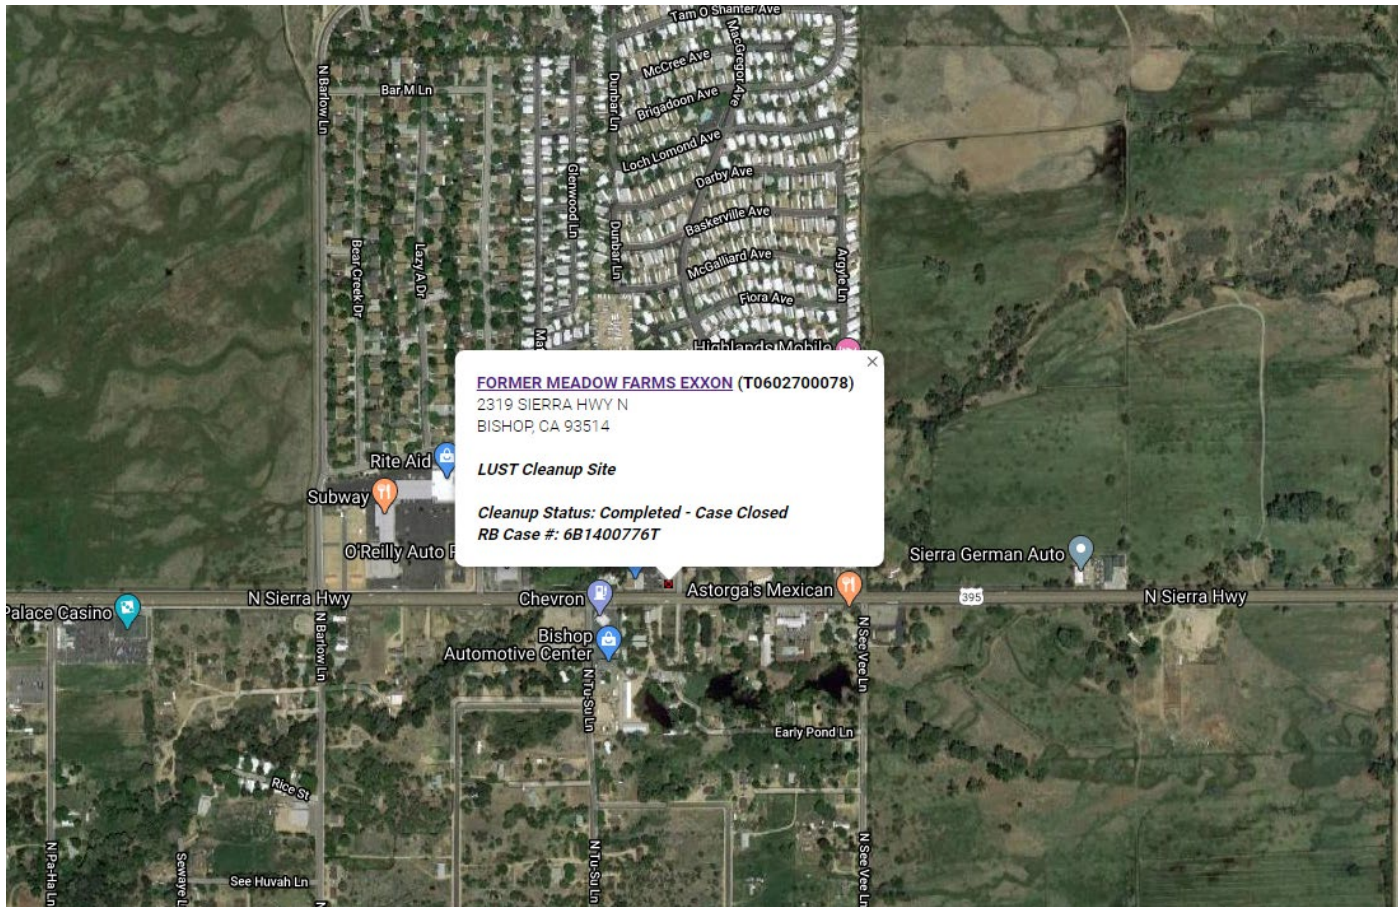 Tam O Shanter Ave
MacGregor Ave
McCree Ave
N Barlow Ln
Bar M Ln
Dunbar Ln
Brigadoon Ave
Loch Lomond Ave
Glenwood Ln
Darby Ave
Baskerville Ave
Dunbar Ln
Bear Creek Dr
Lazy A Dr
McGalliard Ave
Argyle Ln
Fiora Ave
Highlands Mobile
FORMER MEADOW FARMS EXXON (T0602700078)
2319 SIERRA HWY N
BISHOP, CA 93514
LUST Cleanup Site
Cleanup Status: Completed - Case Closed
RB Case #: 6B1400776T
Rite Aid
Subway
O'Reilly Auto
Sierra German Auto
Palace Casino
N Sierra Hwy
Chevron
Astorga's Mexican
395
N Sierra Hwy
Bishop
Automotive Center
N Barlow Ln
N Tu-Su Ln
N See Vee Ln
Early Pond Ln
Rice St
N Pa-Ha Ln
See Huvah Ln
N Tu-Su Ln
N See Vee Ln